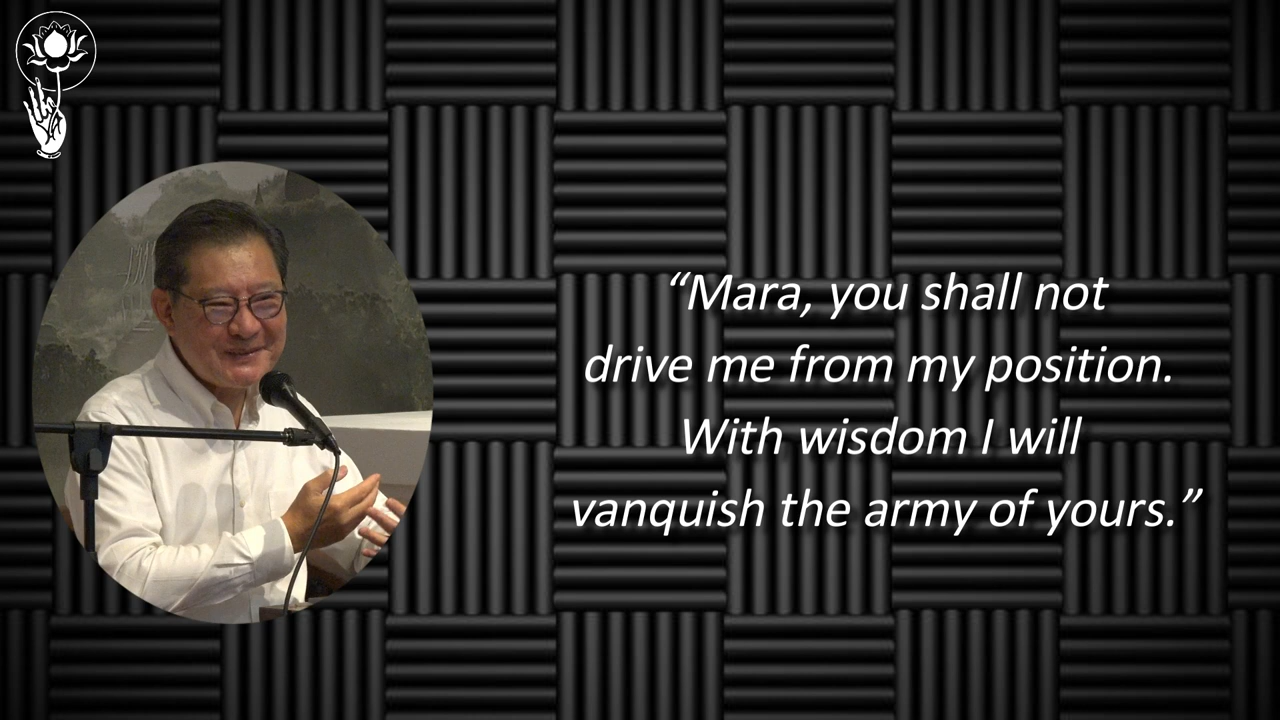 “Mara, you shall not
drive me from my position.
With wisdom I will
vanquish the army of yours.”